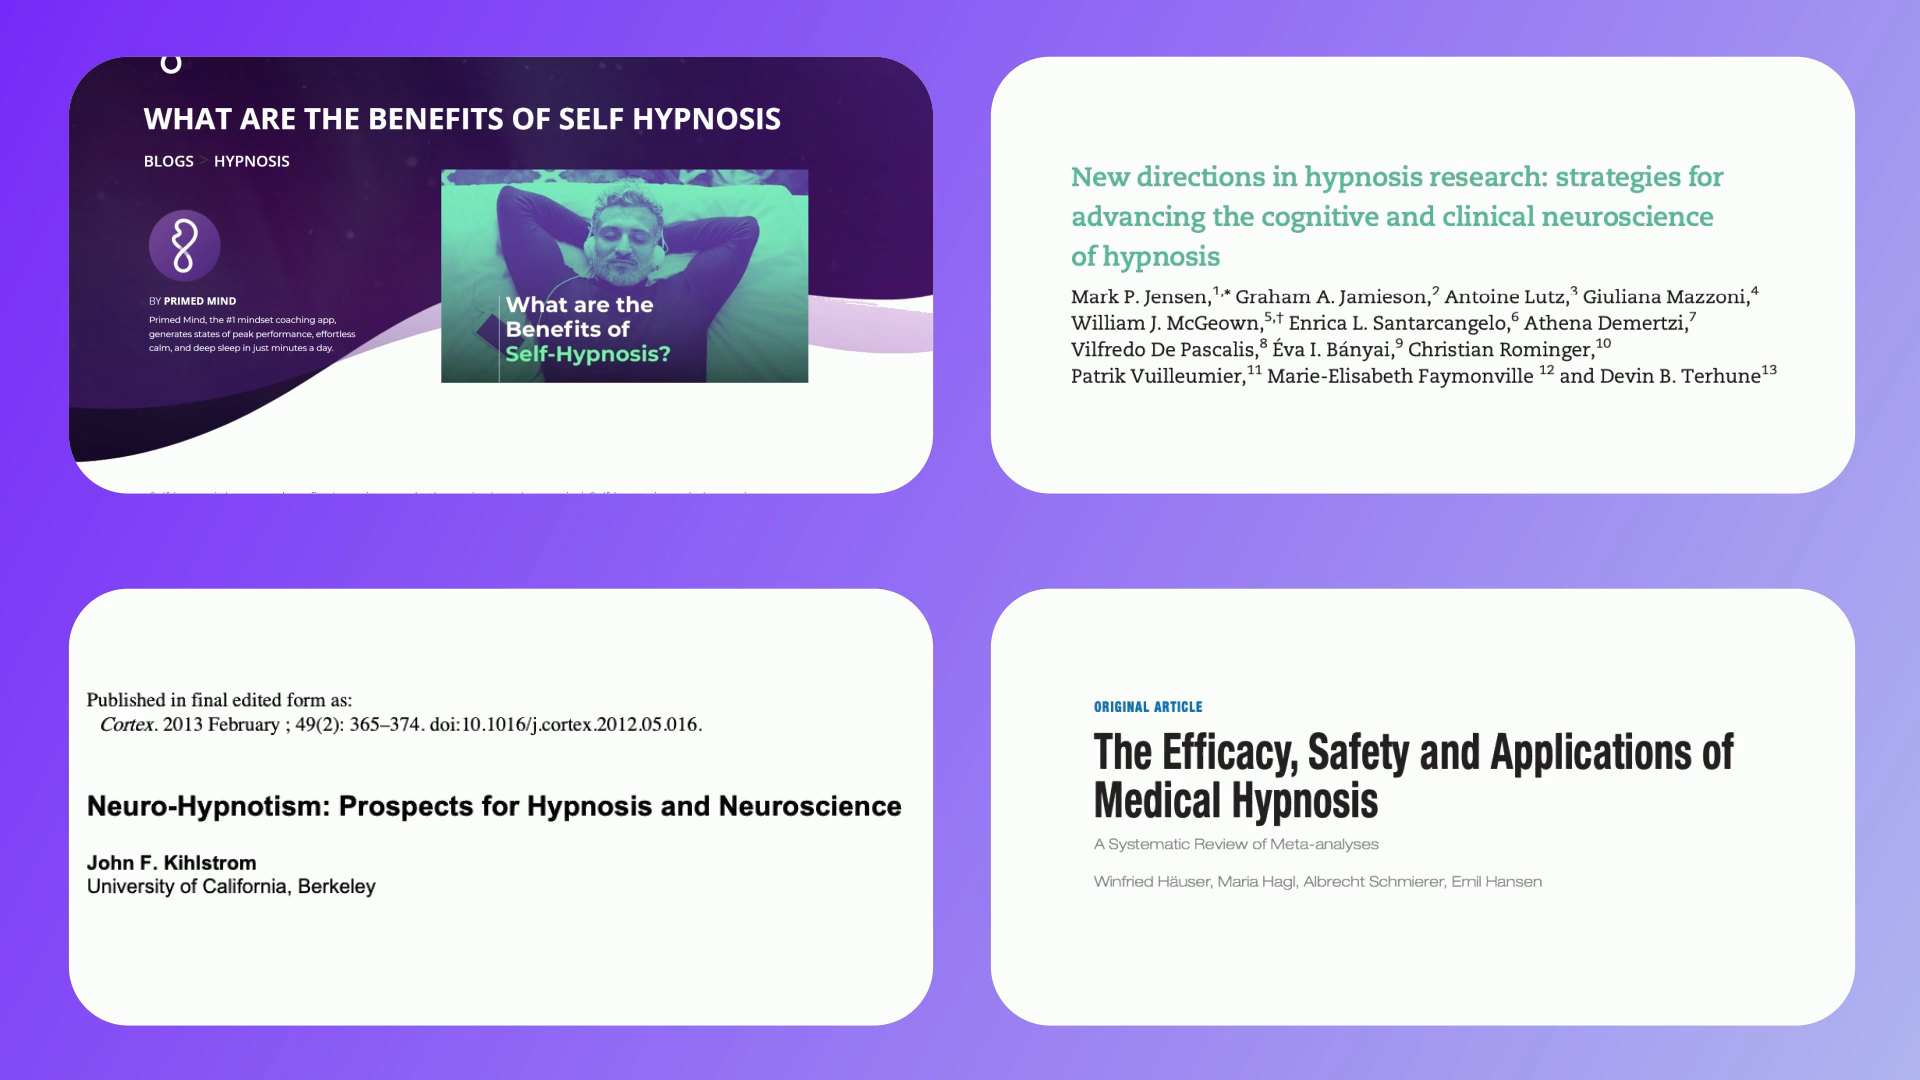 WHAT ARE THE BENEFITS OF SELF HYPNOSIS
BLOGS > HYPNOSIS
BY PRIMED MIND
Primed Mind, the #1 mindset coaching app,
generates states of peak performance, effortless
calm, and deep sleep in just minutes a day.
What are the
Benefits of
Self-Hypnosis?
New directions in hypnosis research: strategies for
advancing the cognitive and clinical neuroscience
of hypnosis
Mark P. Jensen,1,* Graham A. Jamieson,2 Antoine Lutz,3 Giuliana Mazzoni,4
William J. McGeown,5,† Enrica L. Santarcangelo,6 Athena Demertzi,7
Vilfredo De Pascalis,8 Éva I. Bányai,9 Christian Rominger,10
Patrik Vuilleumier,11 Marie-Elisabeth Faymonville 12 and Devin B. Terhune13
Published in final edited form as:
Cortex. 2013 February ; 49(2): 365–374. doi:10.1016/j.cortex.2012.05.016.
Neuro-Hypnotism: Prospects for Hypnosis and Neuroscience
John F. Kihlstrom
University of California, Berkeley
ORIGINAL ARTICLE
The Efficacy, Safety and Applications of
Medical Hypnosis
A Systematic Review of Meta-analyses
Winfried Häuser, Maria Hagl, Albrecht Schmierer, Ernil Hansen